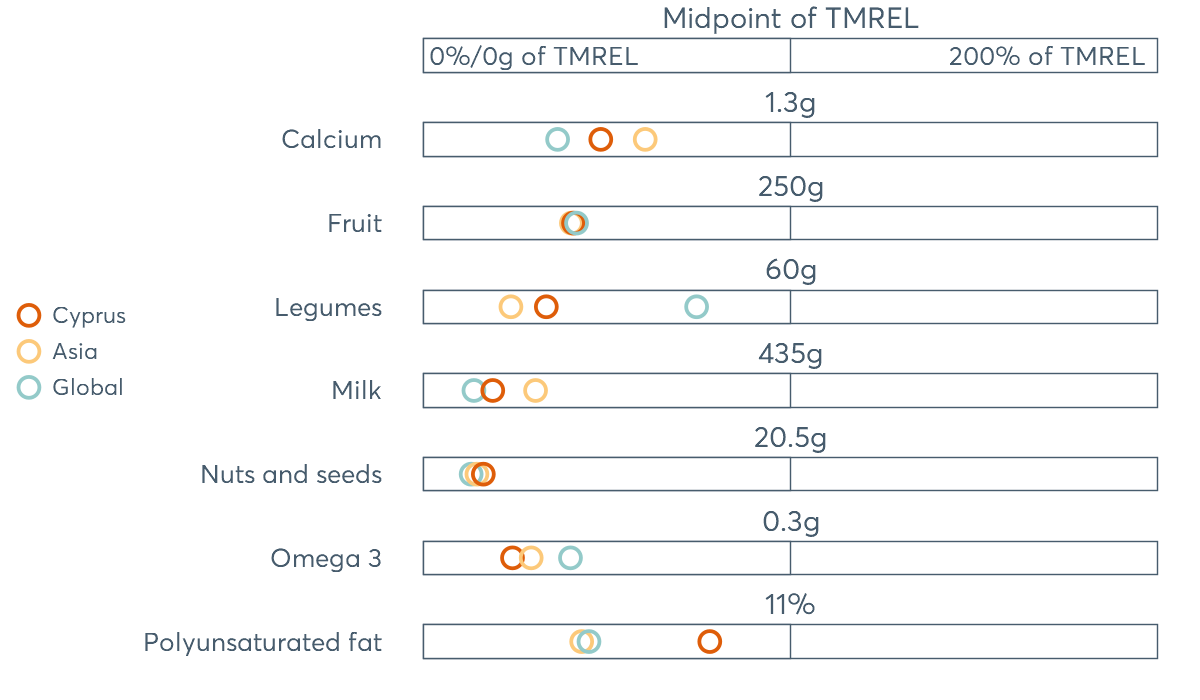 Midpoint of TMREL
0%/0g of TMREL
200% of TMREL
1.3g
Calcium
250g
Fruit
60g
Legumes
435g
Milk
20.5g
Nuts and seeds
0.3g
Omega 3
11%
Polyunsaturated fat
Cyprus
Asia
Global